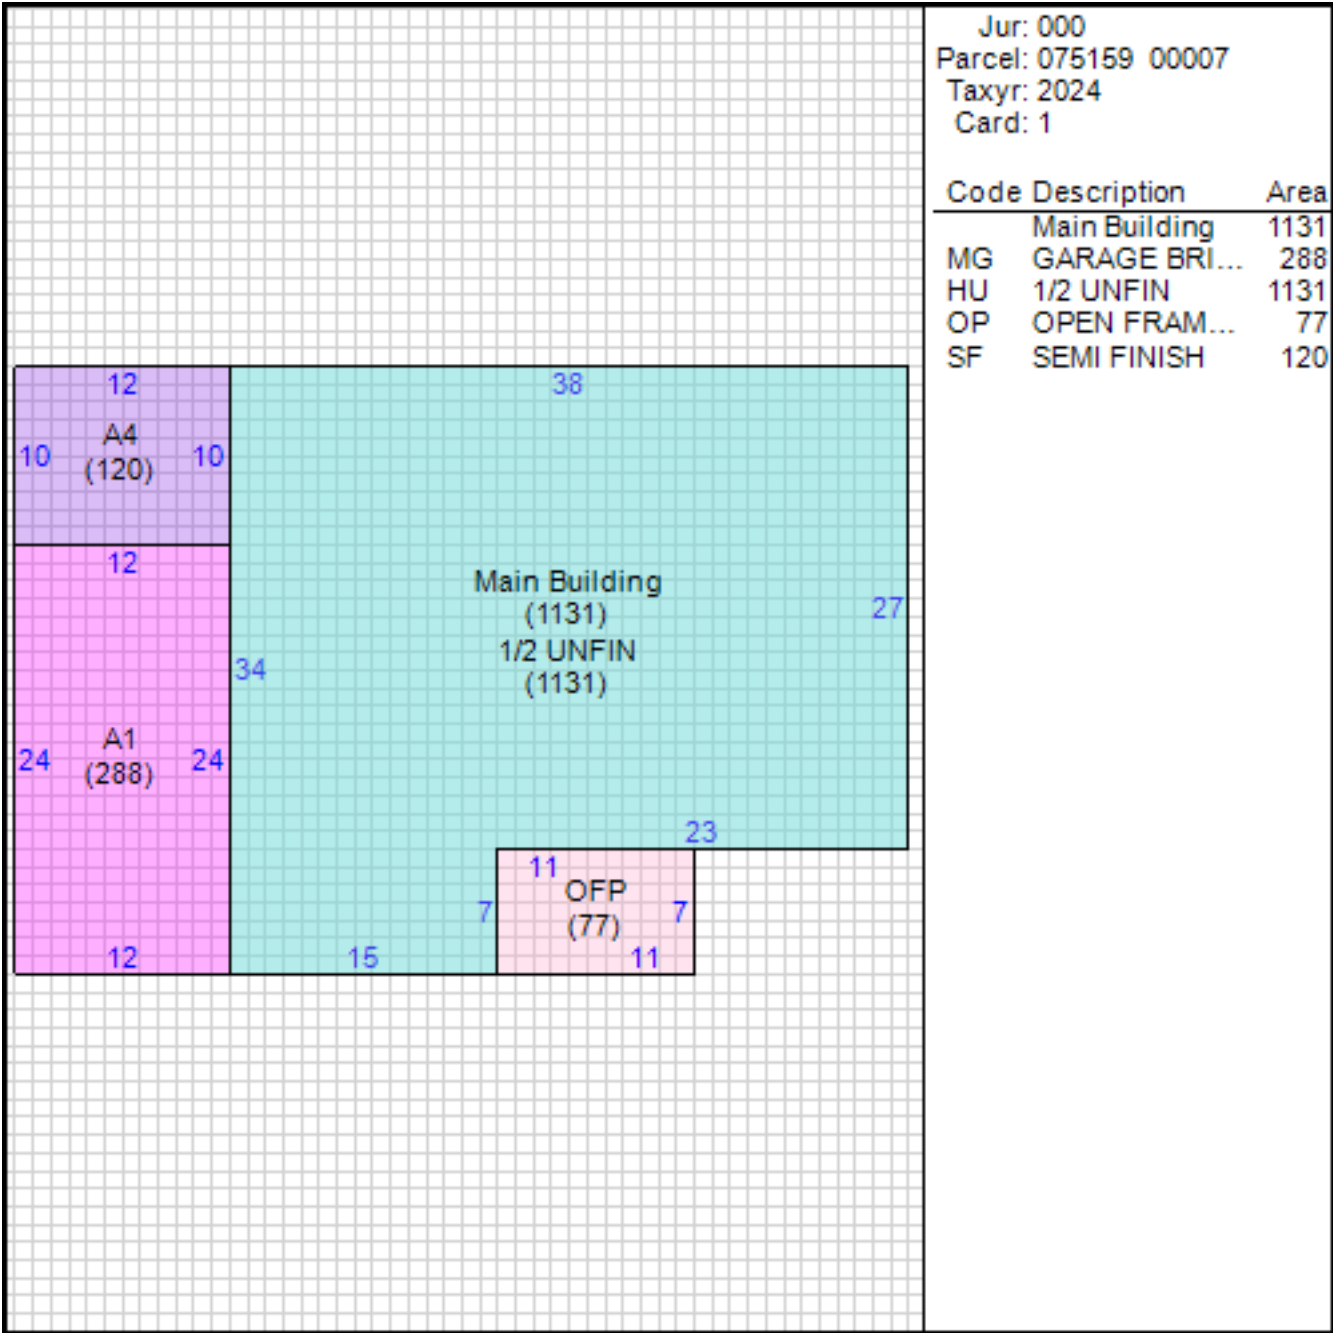 Jur: 000
Parcel: 075159 00007
Taxyr: 2024
Card: 1
Code Description Area
Main Building 1131
MG GARAGE BRI... 288
HU 1/2 UNFIN 1131
OP OPEN FRAM... 77
SF SEMI FINISH 120
12
38
A4
10 10
(120)
12
Main Building
(1131)
27
1/2 UNFIN
34
(1131)
A1
24 24
(288)
23
11
OFP
7 7
(77)
12
15
11